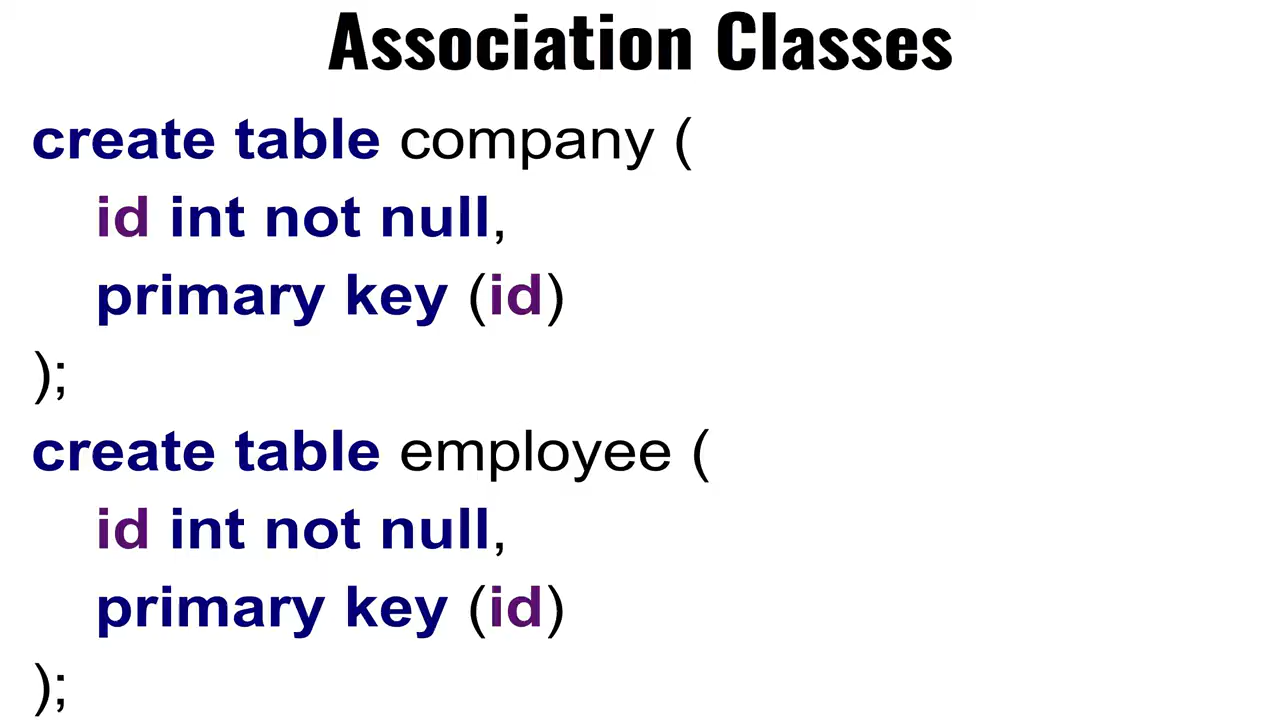 Association Classes
create table company (
id int not null,
primary key (id)
);
create table employee (
id int not null,
primary key (id)
);